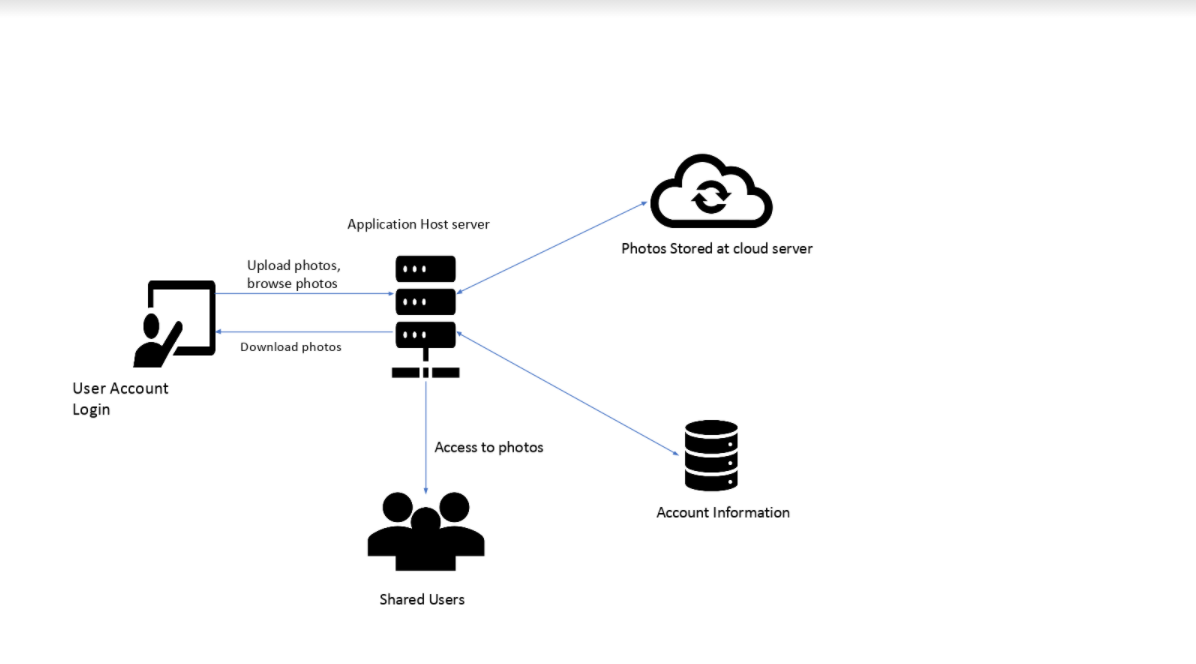 Application Host server
Upload photos,
browse photos
Download photos
User Account
Login
Photos Stored at cloud server
Access to photos
Account Information
Shared Users